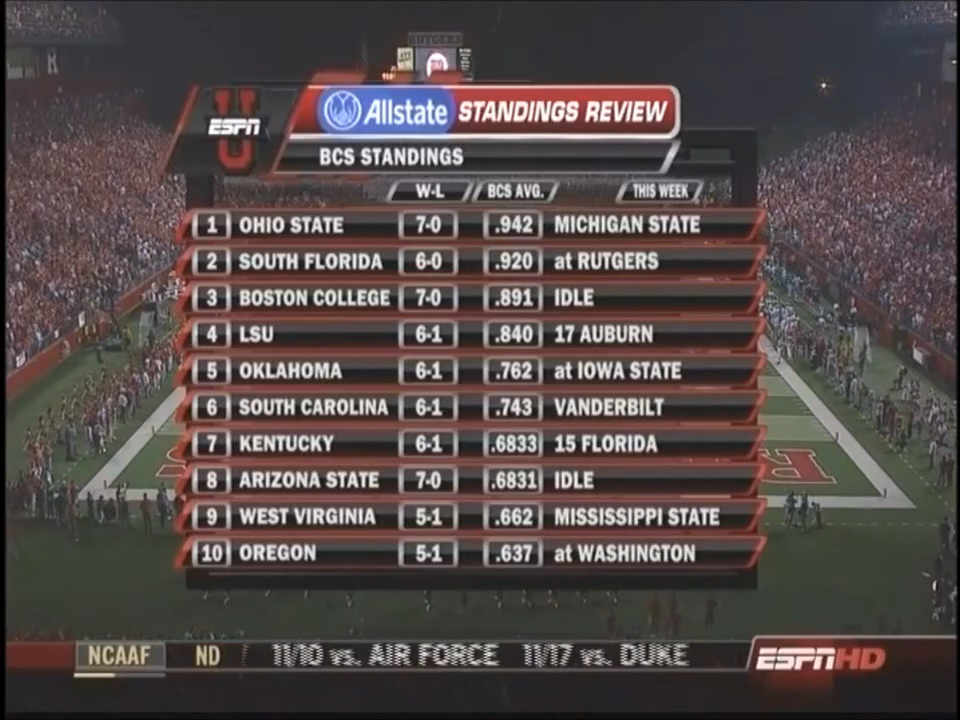 RUTGERS
R
ESPN U Allstate STANDINGS REVIEW
BCS STANDINGS
W-L BCS AVG. THIS WEEK
1 OHIO STATE 7-0 .942 MICHIGAN STATE
2 SOUTH FLORIDA 6-0 .920 at RUTGERS
3 BOSTON COLLEGE 7-0 .891 IDLE
4 LSU 6-1 .840 17 AUBURN
5 OKLAHOMA 6-1 .762 at IOWA STATE
6 SOUTH CAROLINA 6-1 .743 VANDERBILT
7 KENTUCKY 6-1 .6833 15 FLORIDA
8 ARIZONA STATE 7-0 .6831 IDLE
9 WEST VIRGINIA 5-1 .662 MISSISSIPPI STATE
10 OREGON 5-1 .637 at WASHINGTON
NCAAF ND 11/10 vs. AIR FORCE 11/17 vs. DUKE ESPN HD